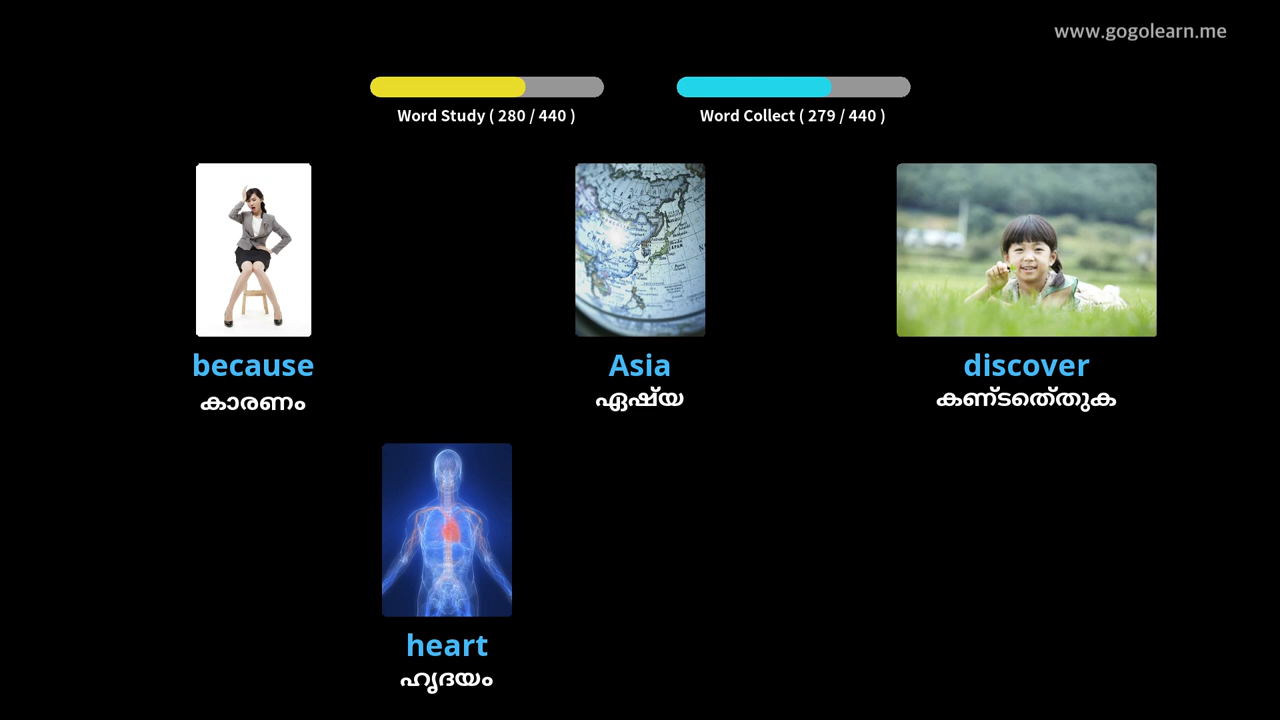 www.gogolearn.me
Word Study ( 280 / 440 )
Word Collect ( 279 / 440 )
because
കാരണം
Asia
ഏഷ്യ
discover
കണ്ടെത്തുക
heart
ഹൃദയം